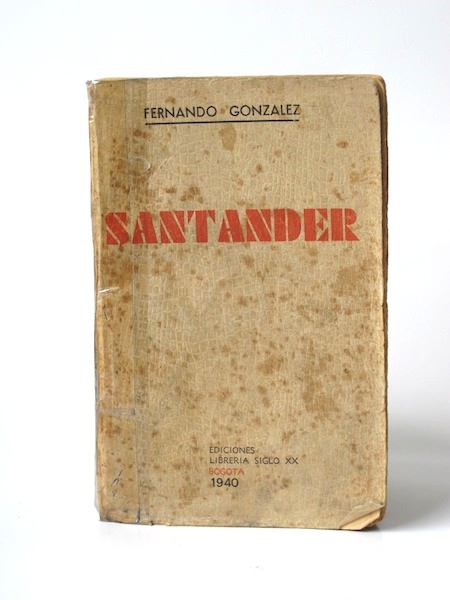 FERNANDO GONZALEZ
SANTANDER
EDICIONES
LIBRERIA SIGLO XX
BOGOTA
1940